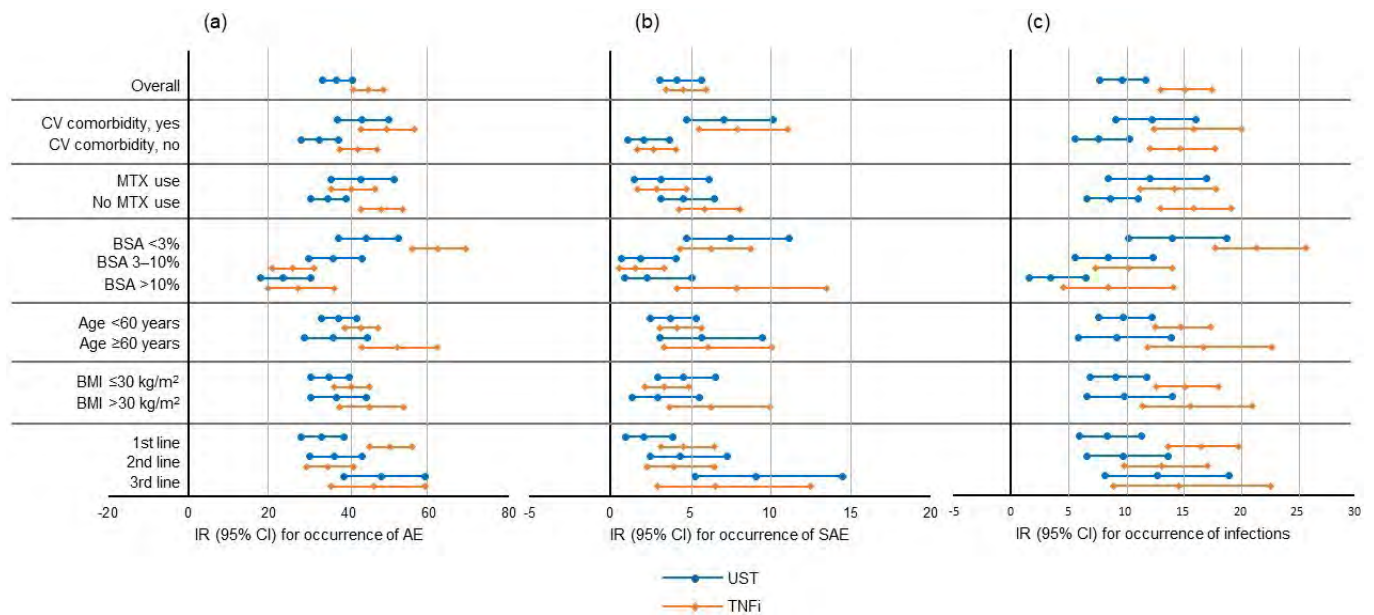 (a) (b) (c)
Overall
CV comorbidity, yes
CV comorbidity, no
MTX use
No MTX use
BSA <3%
BSA 3–10%
BSA >10%
Age <60 years
Age ≥60 years
BMI ≤30 kg/m²
BMI >30 kg/m²
1st line
2nd line
3rd line
-20 0 20 40 60 80 -5 0 5 10 15 20 -5 0 5 10 15 20 25 30
IR (95% CI) for occurrence of AE IR (95% CI) for occurrence of SAE IR (95% CI) for occurrence of infections
UST
TNFi